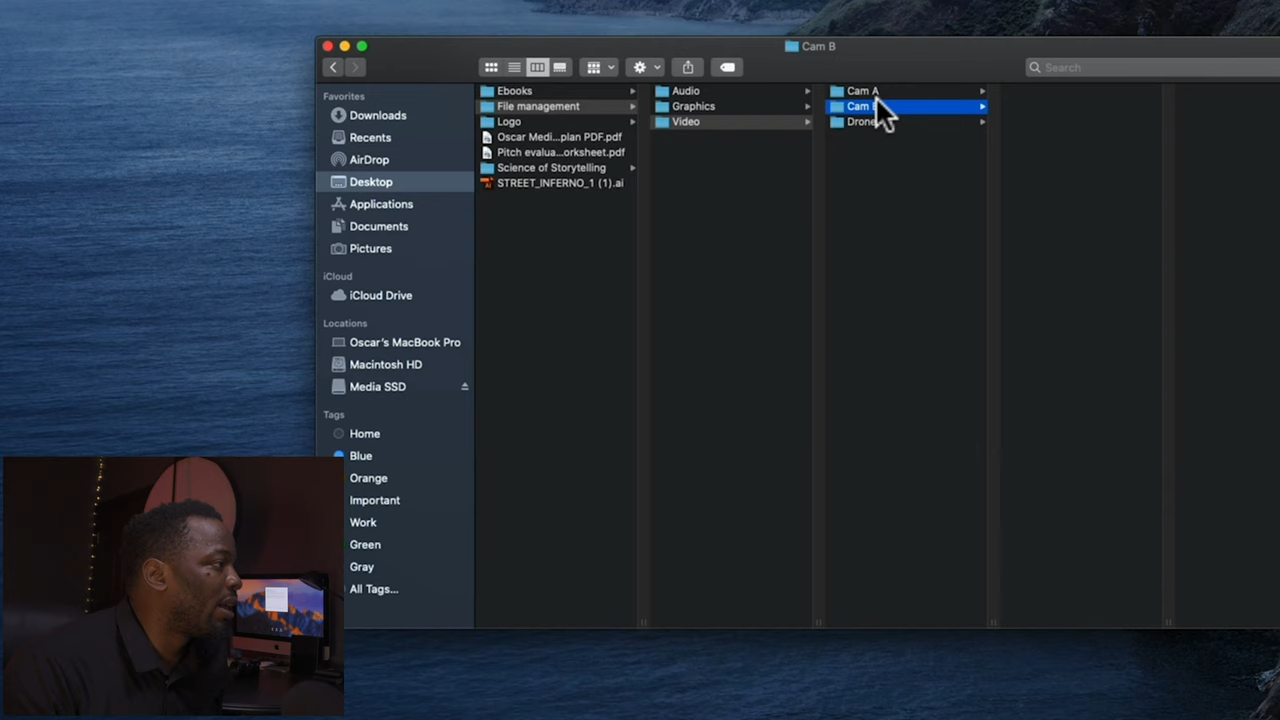 Cam B
Search
Favorites
Downloads
Recents
AirDrop
Desktop
Applications
Documents
Pictures
iCloud
iCloud Drive
Locations
Oscar's MacBook Pro
Macintosh HD
Media SSD
Tags
Home
Blue
Orange
Important
Work
Green
Gray
All Tags...
Ebooks
File management
Logo
Oscar Medi...plan PDF.pdf
Pitch evalua...orksheet.pdf
Science of Storytelling
STREET_INFERNO_1 (1).ai
Audio
Graphics
Video
Cam A
Cam
Drone